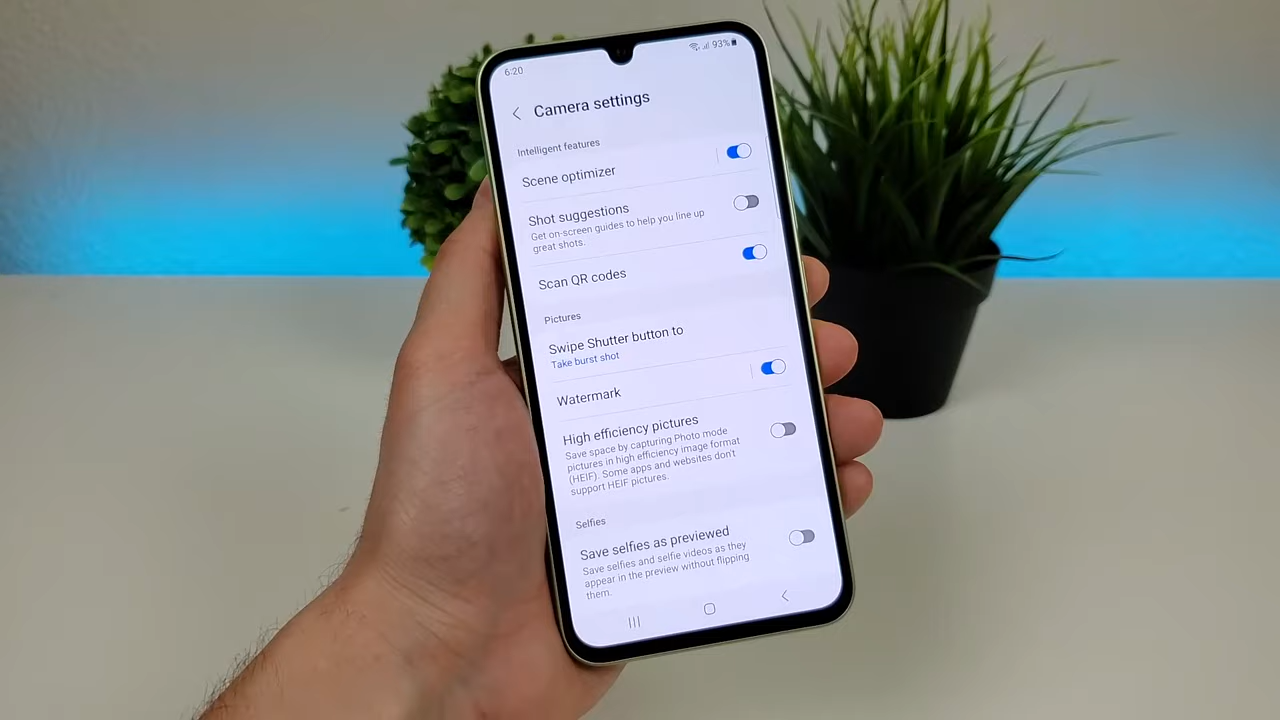 6:20
93%
Camera settings
Intelligent features
Scene optimizer
Shot suggestions
Get on-screen guides to help you line up
great shots.
Scan QR codes
Pictures
Swipe Shutter button to
Take burst shot
Watermark
High efficiency pictures
Save space by capturing Photo mode
pictures in high efficiency image format
(HEIF). Some apps and websites don't
support HEIF pictures.
Selfies
Save selfies as previewed
Save selfies and selfie videos as they
appear in the preview without flipping
them.